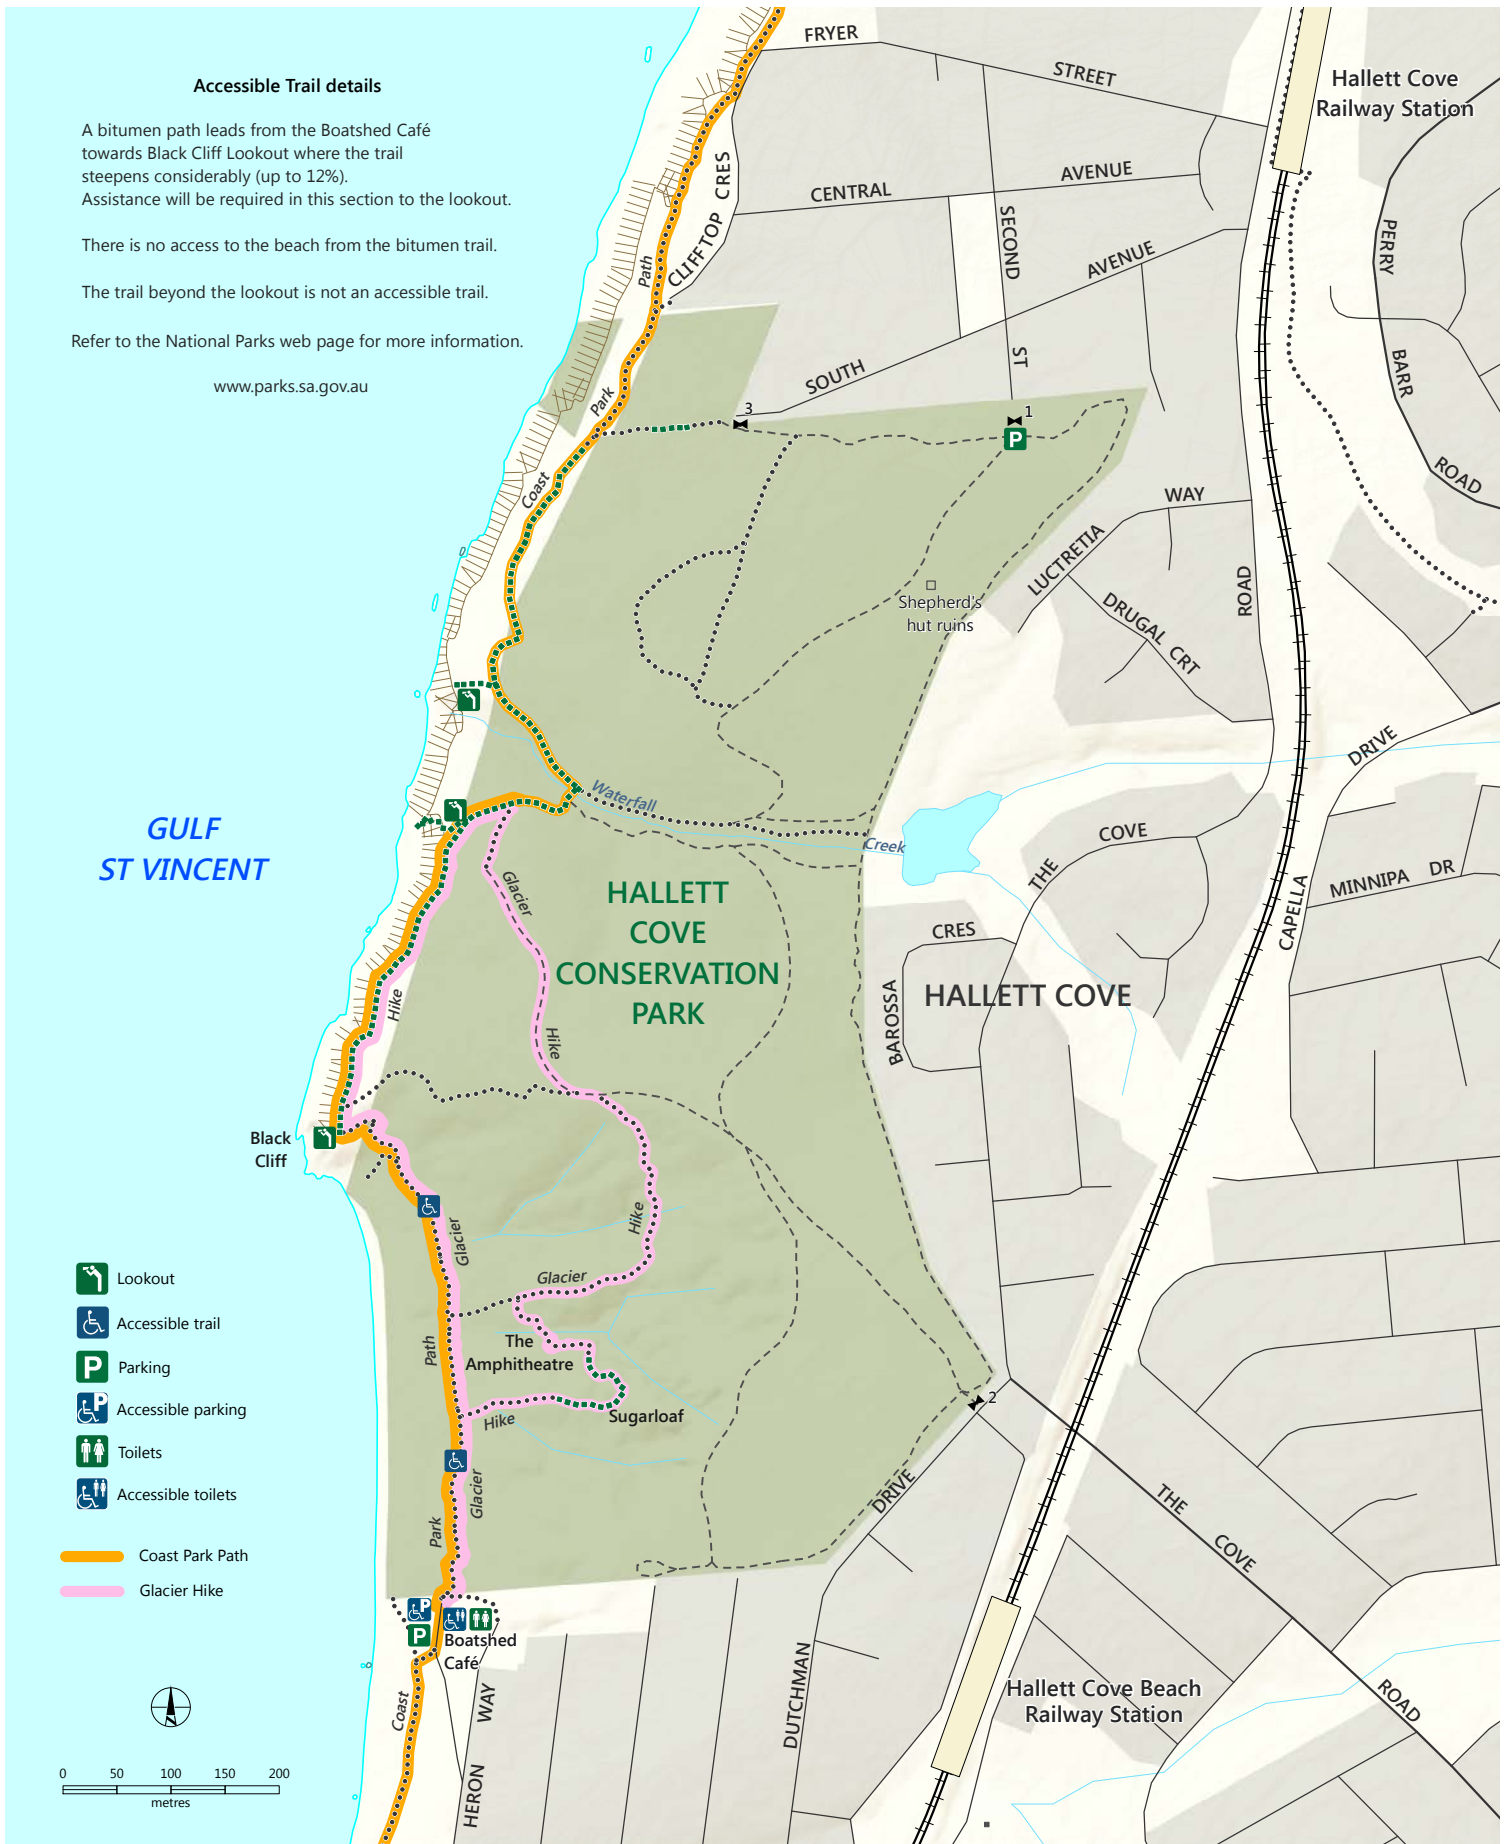 Accessible Trail details
A bitumen path leads from the Boatshed Café
towards Black Cliff Lookout where the trail
steepens considerably (up to 12%).
Assistance will be required in this section to the lookout.
There is no access to the beach from the bitumen trail.
The trail beyond the lookout is not an accessible trail.
Refer to the National Parks web page for more information.
www.parks.sa.gov.au
FRYER
STREET
Hallett Cove
Railway Station
CENTRAL
AVENUE
CLIFFTOP CRES
SECOND
ST
PERRY
BARR
ROAD
SOUTH
AVENUE
Path
Park
Coast
3
1
P
WAY
LUCTRETIA
DRUGAL CRT
ROAD
Shepherd's
hut ruins
DRIVE
Waterfall
Creek
GULF
ST VINCENT
THE
COVE
MINNIPA DR
CAPELLA
Glacier
Hike
HALLETT
COVE
CONSERVATION
PARK
CRES
BAROSSA
HALLETT COVE
Hike
Black
Cliff
Glacier
Hike
Glacier
Path
The
Amphitheatre
Hike
Sugarloaf
Glacier
Park
2
DRIVE
THE
COVE
ROAD
Lookout
Accessible trail
P
Parking
P
Accessible parking
Toilets
Accessible toilets
Coast Park Path
Glacier Hike
P
P
Boatshed
Café
Coast
HERON
WAY
DUTCHMAN
Hallett Cove Beach
Railway Station
0 50 100 150 200
metres